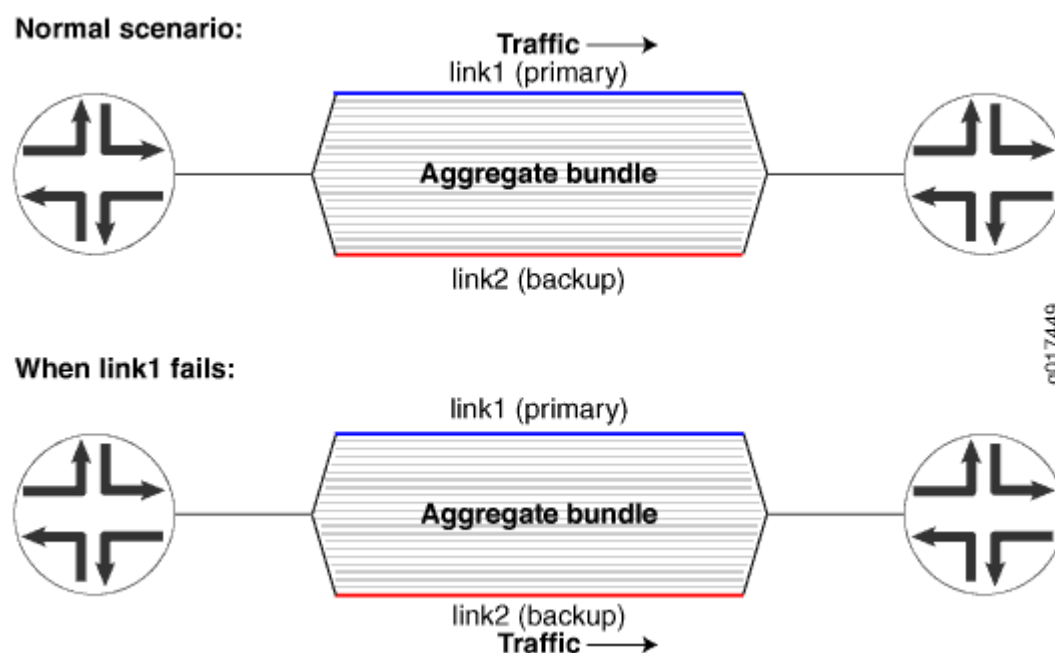 Normal scenario:
Traffic
link1 (primary)
Aggregate bundle
link2 (backup)
g017449
When link1 fails:
link1 (primary)
Aggregate bundle
link2 (backup)
Traffic